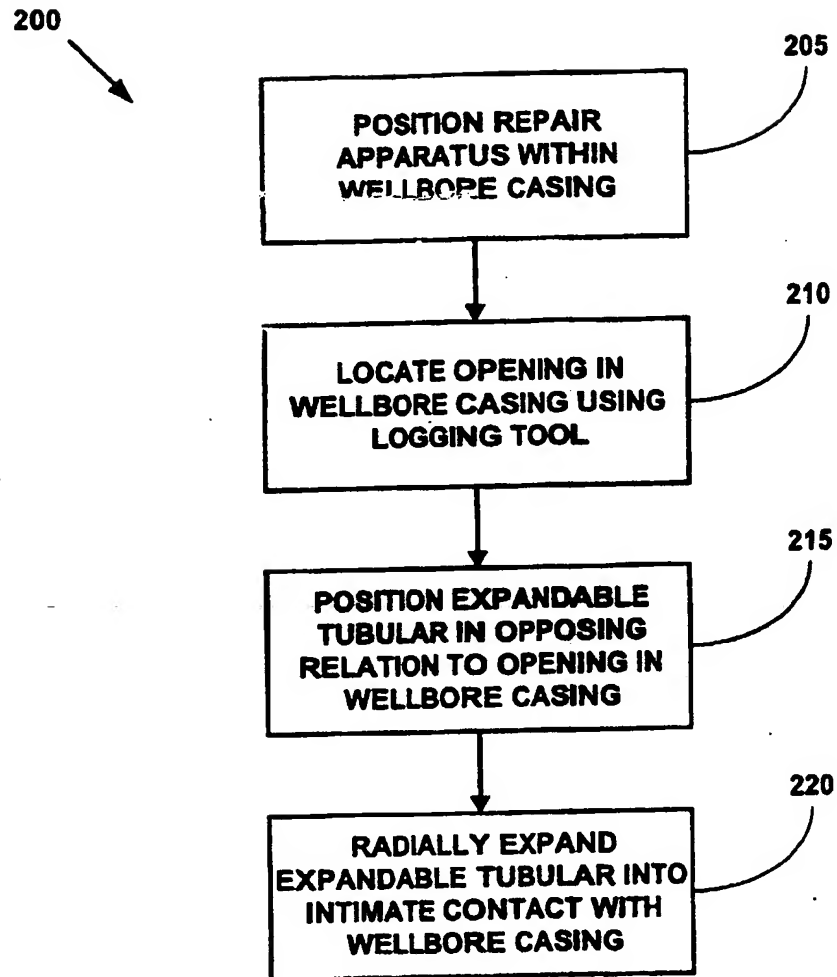 200
205
POSITION REPAIR
APPARATUS WITHIN
WELLBORE CASING
210
LOCATE OPENING IN
WELLBORE CASING USING
LOGGING TOOL
215
POSITION EXPANDABLE
TUBULAR IN OPPOSING
RELATION TO OPENING IN
WELLBORE CASING
220
RADIALLY EXPAND
EXPANDABLE TUBULAR INTO
INTIMATE CONTACT WITH
WELLBORE CASING